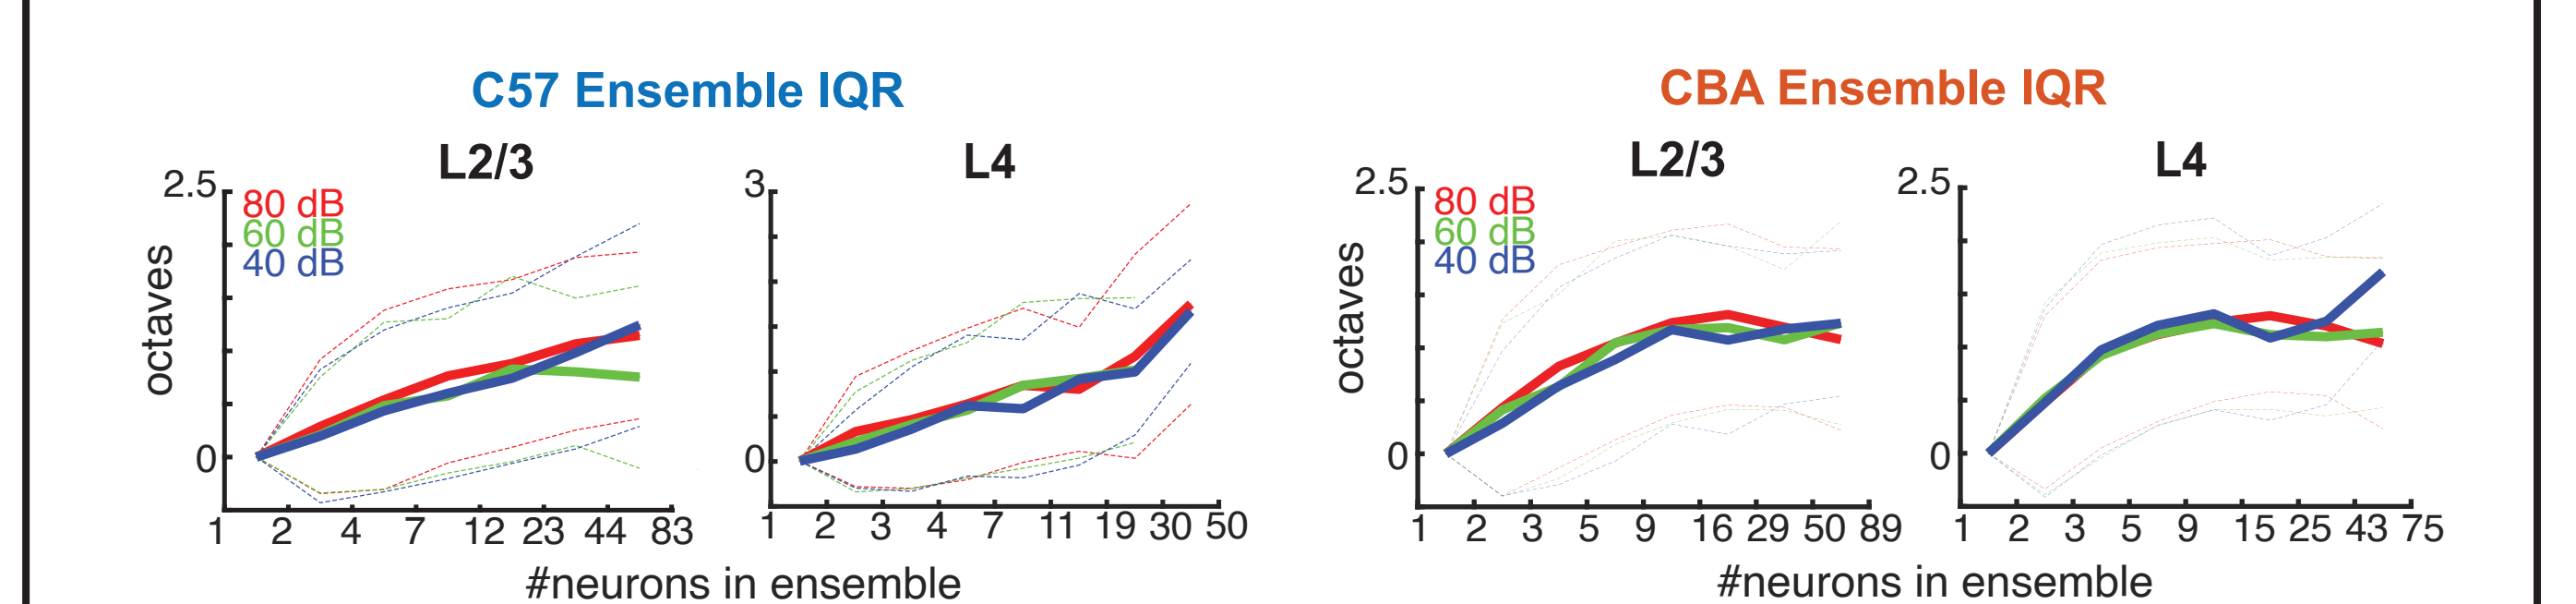 C57 Ensemble IQR
L2/3
L4
2.5
80 dB
60 dB
40 dB
octaves
0
1 2 4 7 12 23 44 83
3
0
1 2 3 4 7 11 19 30 50
#neurons in ensemble
CBA Ensemble IQR
L2/3
L4
2.5
80 dB
60 dB
40 dB
octaves
0
1 2 3 5 9 16 29 50 89
2.5
0
1 2 3 5 9 15 25 43 75
#neurons in ensemble